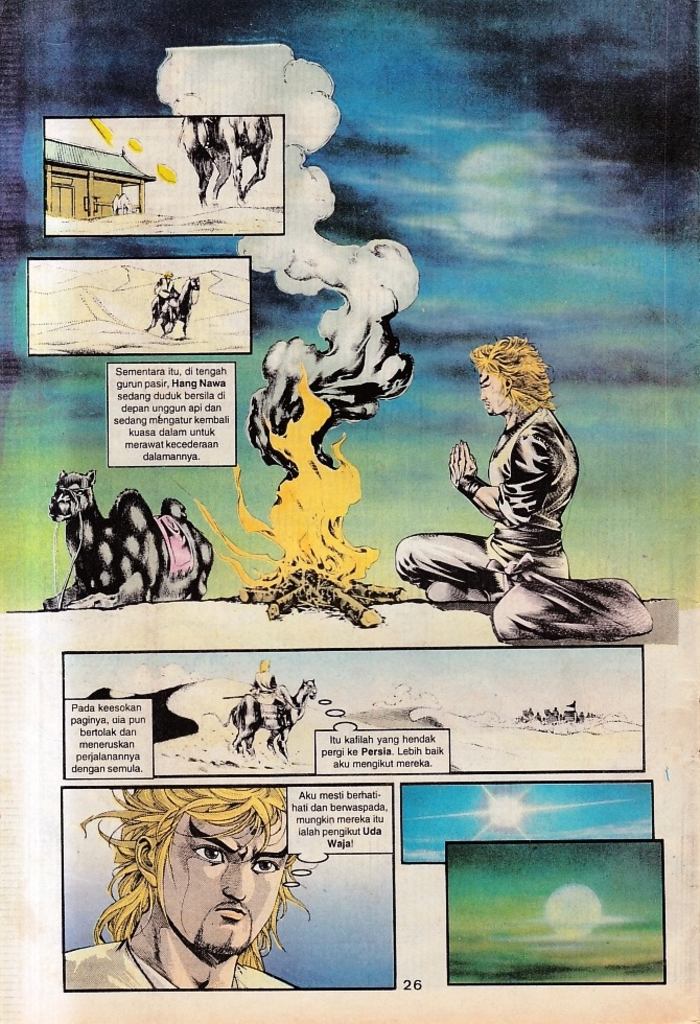 Sementara itu, di tengah
gurun pasir, Hang Nawa
sedang duduk bersila di
depan unggun api dan
sedang mengatur kembali
kuasa dalam untuk
merawat kecederaan
dalamannya.
Pada keesokan
paginya, dia pun
bertolak dan
meneruskan
perjalanannya
dengan semula.
Itu kafilah yang hendak
pergi ke Persia. Lebih baik
aku mengikut mereka.
Aku mesti berhati-
hati dan berwaspada,
mungkin mereka itu
ialah pengikut Uda
Waja!
26